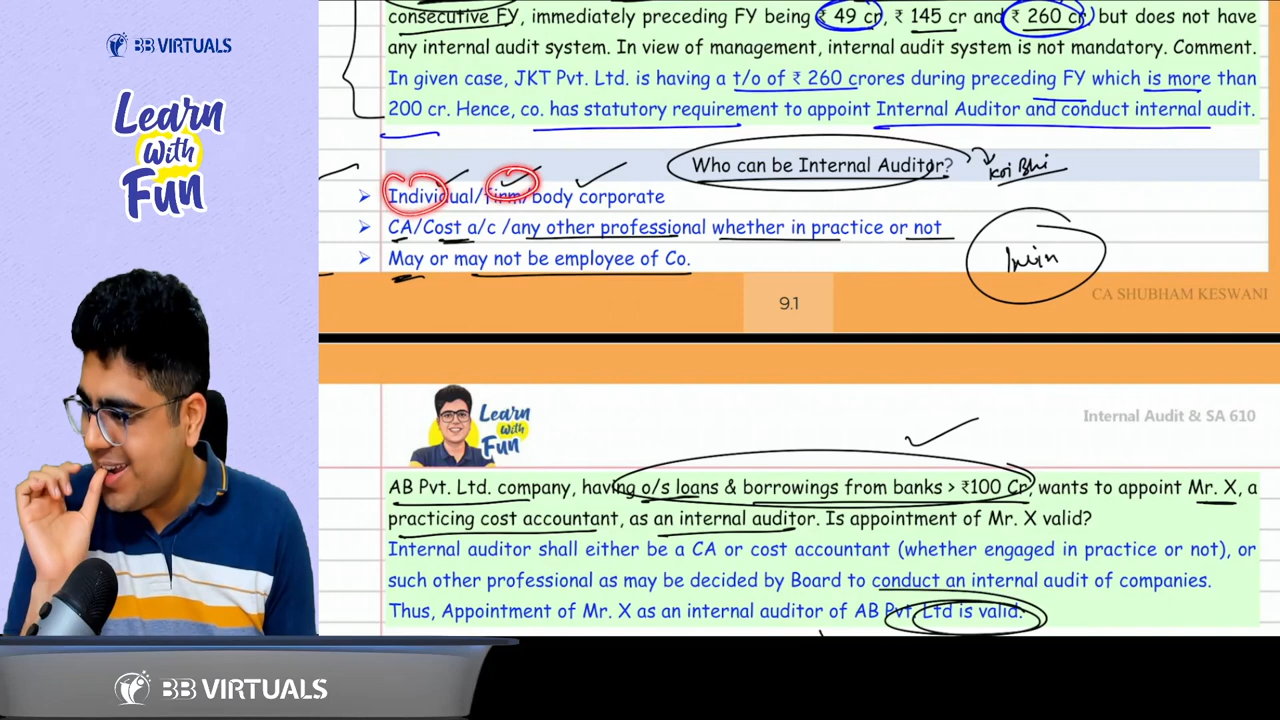 BB VIRTUALS
Learn
With
Fun
consecutive FY, immediately preceding FY being ₹ 49 cr, ₹ 145 cr and ₹ 260 cr, but does not have
any internal audit system. In view of management, internal audit system is not mandatory. Comment.
In given case, JKT Pvt. Ltd. is having a t/o of ₹ 260 crores during preceding FY which is more than
200 cr. Hence, co. has statutory requirement to appoint Internal Auditor and conduct internal audit.
Who can be Internal Auditor?
Koi Bhi
➢ Individual/firm/body corporate
➢ CA/Cost a/c /any other professional whether in practice or not
➢ May or may not be employee of Co.
9.1
CA SHUBHAM KESWANI
Learn
With
Fun
Internal Audit & SA 610
AB Pvt. Ltd. company, having o/s loans & borrowings from banks > ₹100 Cr, wants to appoint Mr. X, a
practicing cost accountant, as an internal auditor. Is appointment of Mr. X valid?
Internal auditor shall either be a CA or cost accountant (whether engaged in practice or not), or
such other professional as may be decided by Board to conduct an internal audit of companies.
Thus, Appointment of Mr. X as an internal auditor of AB Pvt. Ltd is valid.
BB VIRTUALS